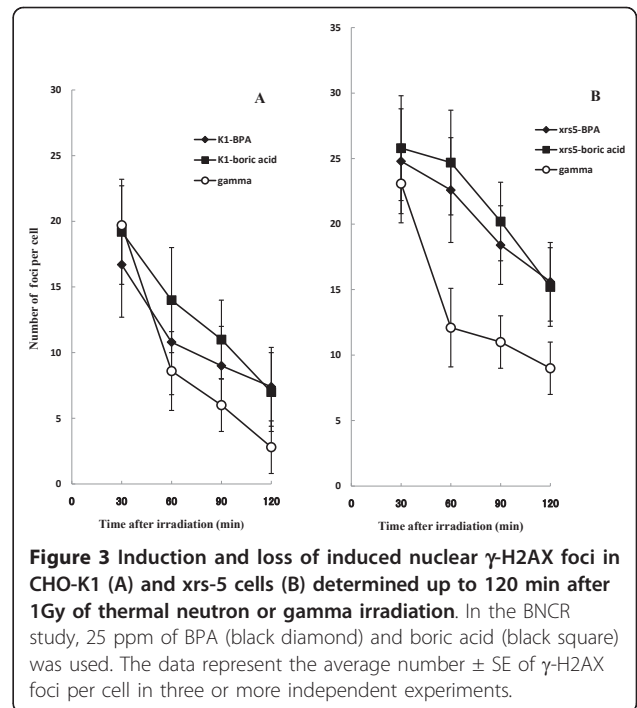 35
30
A
B
K1-BPA
K1-boric acid
gamma
xrs5-BPA
xrs5-boric acid
gamma
30
25
20
15
10
5
0
25
20
15
10
5
0
Number of foci per cell
0 30 60 90 120
0 30 60 90 120
Time after irradiation (min)
Time after irradiation (min)
Figure 3 Induction and loss of induced nuclear γ-H2AX foci in
CHO-K1 (A) and xrs-5 cells (B) determined up to 120 min after
1Gy of thermal neutron or gamma irradiation. In the BNCR
study, 25 ppm of BPA (black diamond) and boric acid (black square)
was used. The data represent the average number ± SE of γ-H2AX
foci per cell in three or more independent experiments.